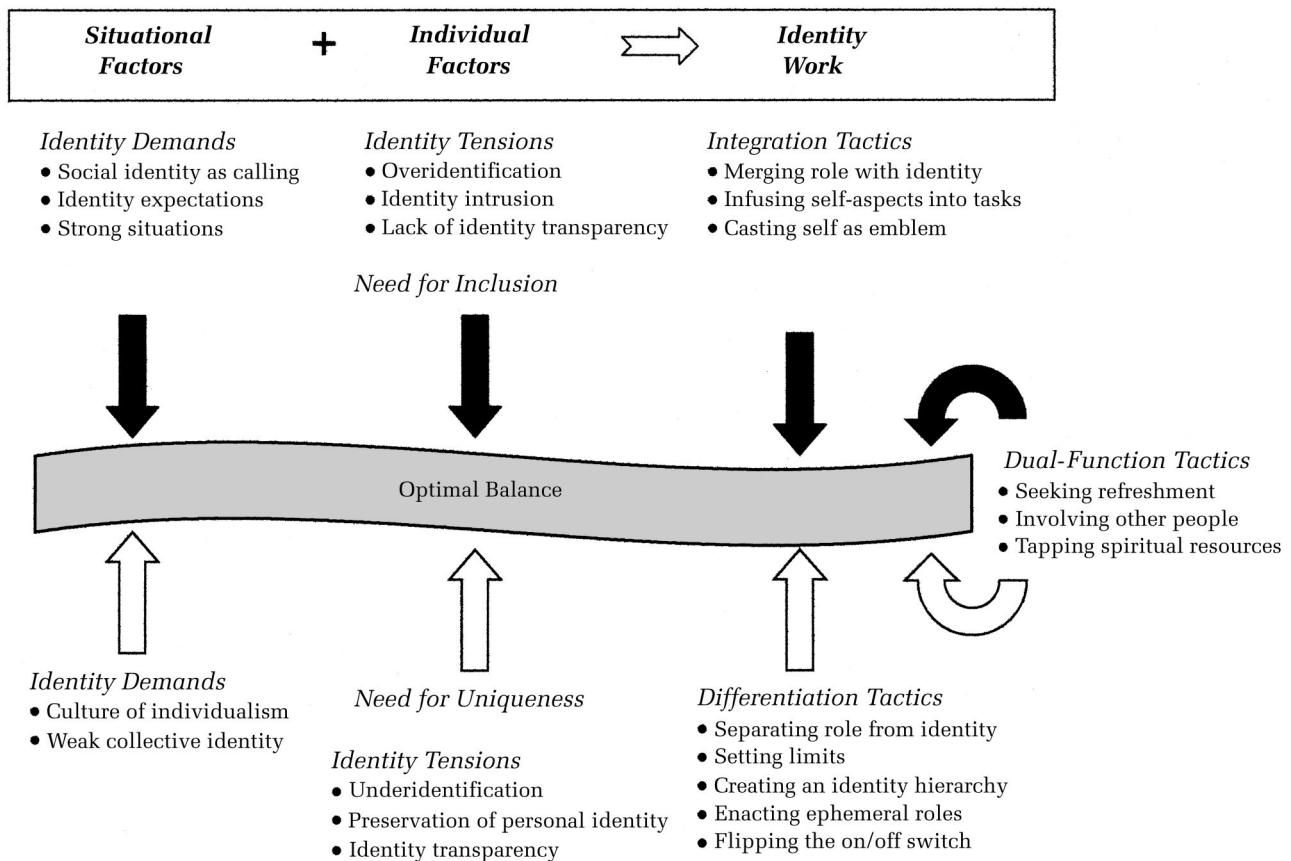 Situational Factors + Individual Factors Identity Work
Identity Demands
● Social identity as calling
● Identity expectations
● Strong situations
Identity Tensions
● Overidentification
● Identity intrusion
● Lack of identity transparency
Need for Inclusion
Integration Tactics
● Merging role with identity
● Infusing self-aspects into tasks
● Casting self as emblem
Optimal Balance
Dual-Function Tactics
● Seeking refreshment
● Involving other people
● Tapping spiritual resources
Identity Demands
● Culture of individualism
● Weak collective identity
Need for Uniqueness
Identity Tensions
● Underidentification
● Preservation of personal identity
● Identity transparency
Differentiation Tactics
● Separating role from identity
● Setting limits
● Creating an identity hierarchy
● Enacting ephemeral roles
● Flipping the on/off switch